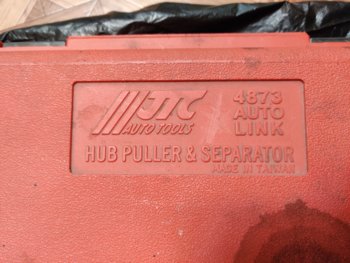 JTC
AUTO TOOLS
4873
AUTO
LINK
HUB PULLER & SEPARATOR
MADE IN TAIWAN